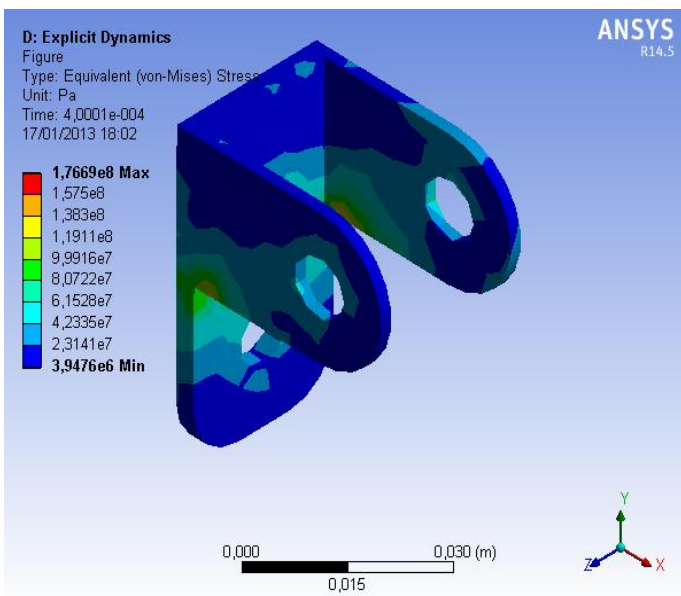 D: Explicit Dynamics
Figure
Type: Equivalent (von-Mises) Stress
Unit: Pa
Time: 4,0001e-004
17/01/2013 18:02
ANSYS
R14.5
1,7669e8 Max
1,575e8
1,383e8
1,1911e8
9,9916e7
8,0722e7
6,1528e7
4,2335e7
2,3141e7
3,9476e6 Min
0,000
0,030 (m)
0,015
Y
Z
X